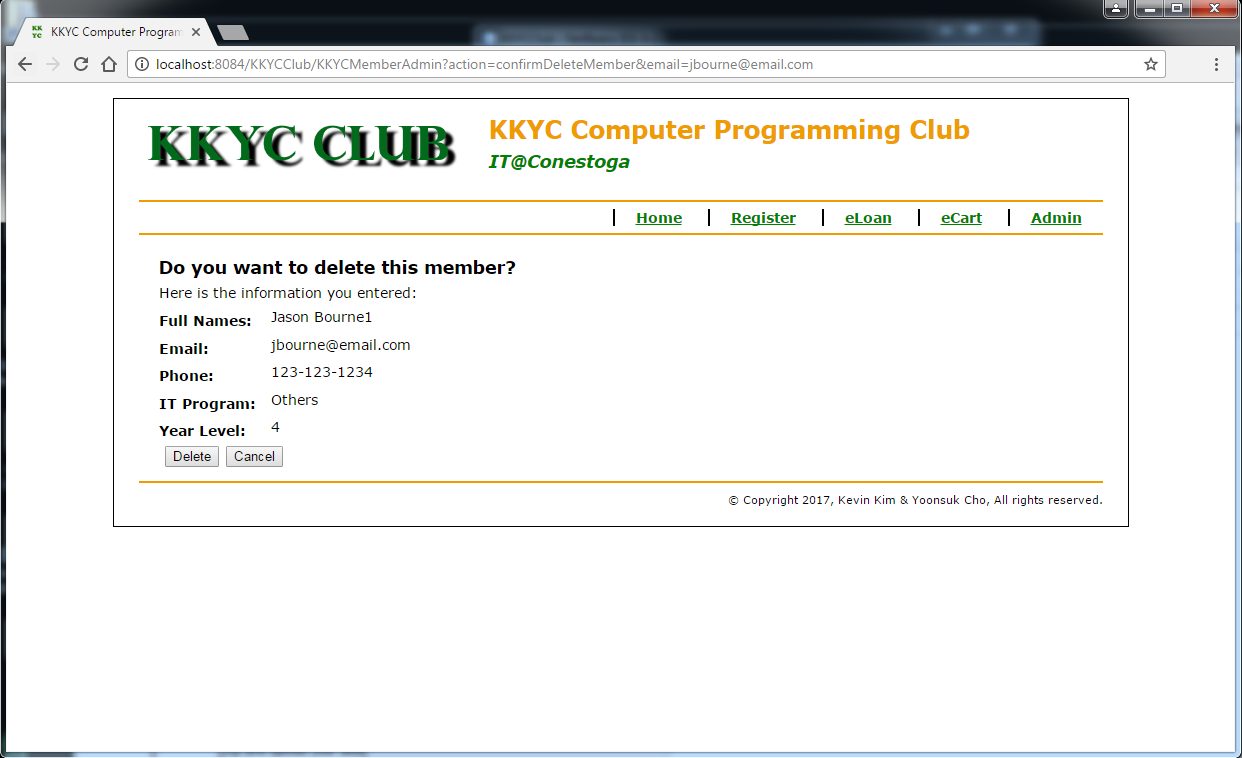 KK
YC
KKYC Computer Program
localhost:8084/KKYCClub/KKYCMemberAdmin?action=confirmDeleteMember&email=jbourne@email.com
KKYC CLUB
KKYC Computer Programming Club
IT@Conestoga
Home Register eLoan eCart Admin
Do you want to delete this member?
Here is the information you entered:
Full Names: Jason Bourne1
Email: jbourne@email.com
Phone: 123-123-1234
IT Program: Others
Year Level: 4
Delete Cancel
© Copyright 2017, Kevin Kim & Yoonsuk Cho, All rights reserved.